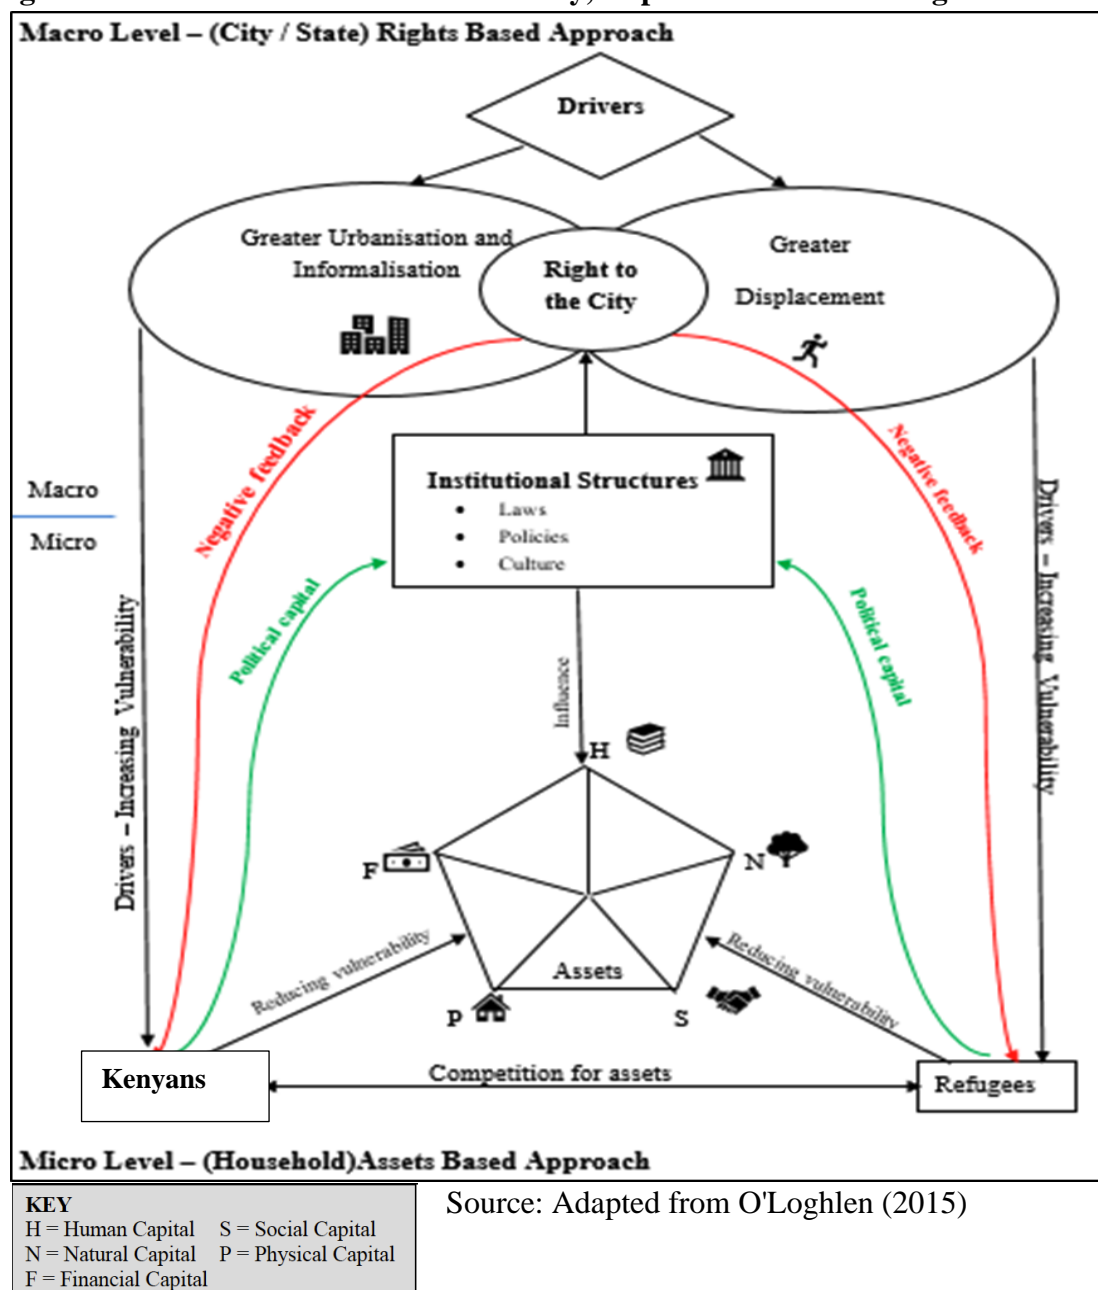 Macro Level – (City / State) Rights Based Approach
Drivers
Greater Urbanisation and
Informalisation
Right to
the City
Greater
Displacement
Negative feedback
Negative feedback
Institutional Structures
• Laws
• Policies
• Culture
Macro
Micro
Drivers – Increasing Vulnerability
Drivers – Increasing Vulnerability
Political capital
Political capital
Influence
H
F
N
Assets
P
S
Reducing vulnerability
Reducing vulnerability
Kenyans
Competition for assets
Refugees
Micro Level – (Household)Assets Based Approach
KEY
H = Human Capital S = Social Capital
N = Natural Capital P = Physical Capital
F = Financial Capital
Source: Adapted from O'Loghlen (2015)